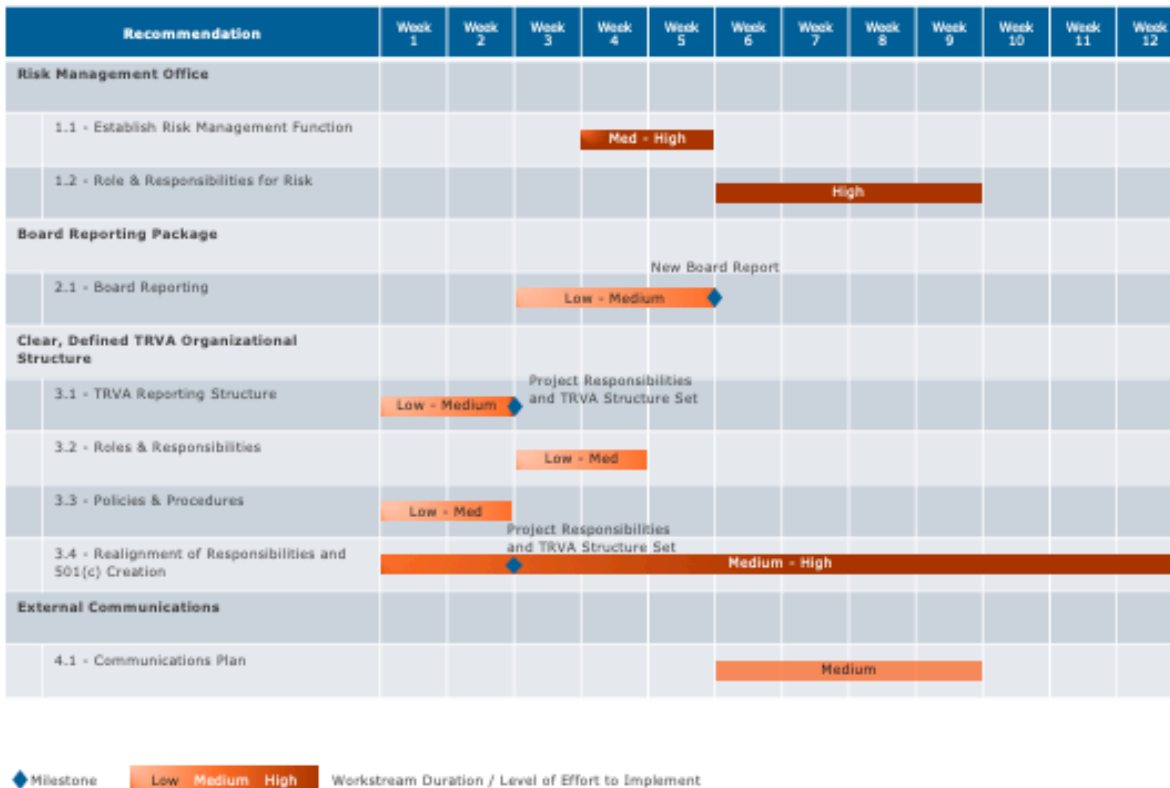 Recommendation Week 1 Week 2 Week 3 Week 4 Week 5 Week 6 Week 7 Week 8 Week 9 Week 10 Week 11 Week 12
Risk Management Office
1.1 - Establish Risk Management Function
Med - High
1.2 - Role & Responsibilities for Risk
High
Board Reporting Package
New Board Report
2.1 - Board Reporting
Low - Medium
Clear, Defined TRVA Organizational
Structure
Project Responsibilities
and TRVA Structure Set
3.1 - TRVA Reporting Structure
Low - Medium
3.2 - Roles & Responsibilities
Low - Med
3.3 - Policies & Procedures
Low - Med
Project Responsibilities
and TRVA Structure Set
3.4 - Realignment of Responsibilities and
501(c) Creation
Medium - High
External Communications
4.1 - Communications Plan
Medium
Milestone
Low Medium High
Workstream Duration / Level of Effort to Implement